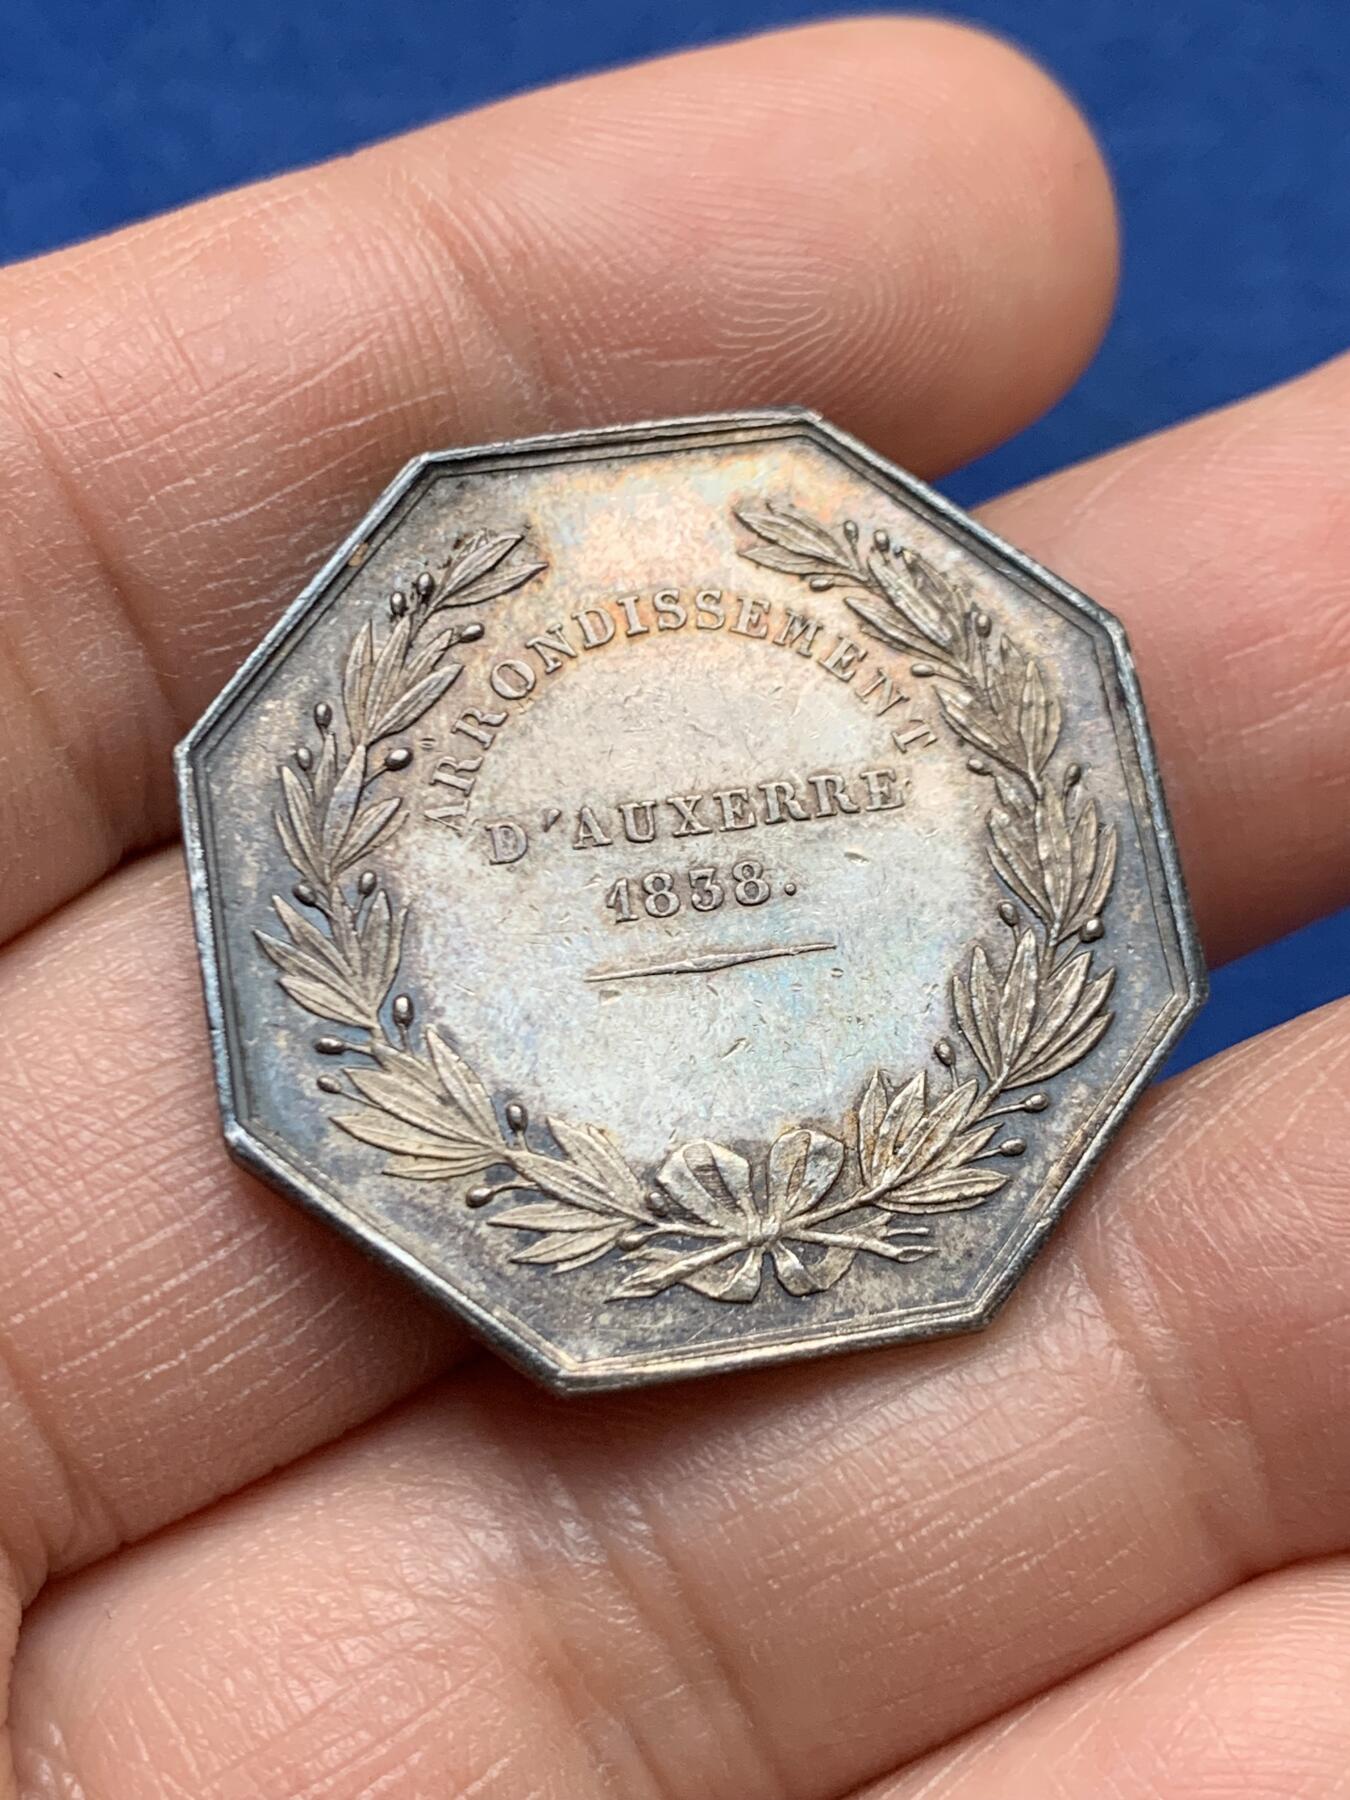 ARRONDISSEMENT
D'AUXERRE
1838.